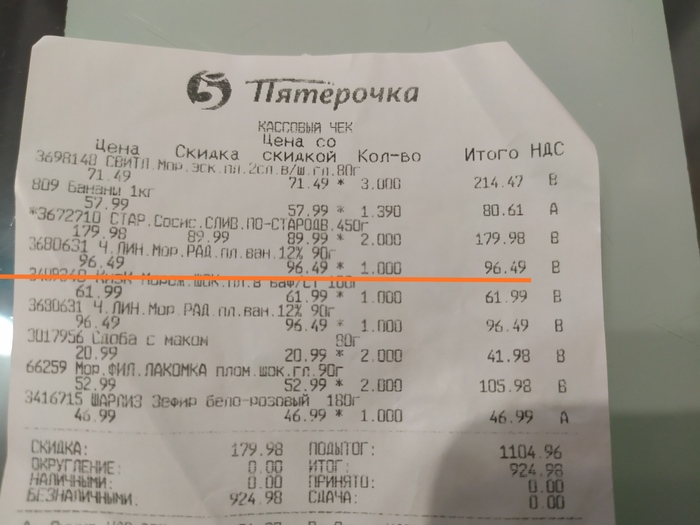 5 Пятёрочка
КАССОВЫЙ ЧЕК
Цена Скидка Цена со скидкой Кол-во Итого НДС
3698140 СВИТЛ.Мор.ЭСК.пл.2сл.в/ш.гл.80г
71.49 71.49 * 3.000 214.47 В
809 Бананы 1кг
57.99 57.99 * 1.390 80.61 А
*3672710 СТАР.Сосис.СЛИВ.ПО-СТАРОДВ.450г
179.98 89.99 89.99 * 2.000 179.98 В
3680631 Ч.ЛИН.Мор.РАД.пл.ван.12% 90г
96.49 96.49 * 1.000 96.49 В
Морож.шок.пл.в ваф/ст 100г
61.99 61.99 * 1.000 61.99 В
3680631 Ч.ЛИН.Мор.РАД.пл.ван.12% 90г
96.49 96.49 * 1.000 96.49 В
3017956 Сдоба с маком 80г
20.99 20.99 * 2.000 41.98 В
66259 Мор.ФИЛ.ЛАКОМКА плом.шок.гл.90г
52.99 52.99 * 2.000 105.98 В
3416715 ШАРЛИЗ Зефир бело-розовый 180г
46.99 46.99 * 1.000 46.99 А
СКИДКА: 179.98 ПОДЫТОГ: 1104.96
ОКРУГЛЕНИЕ: 0.00 ИТОГ: 924.98
НАЛИЧНЫМИ: 0.00 ПРИНЯТО: 0.00
БЕЗНАЛИЧНЫМИ: 924.98 СДАЧА: 0.00